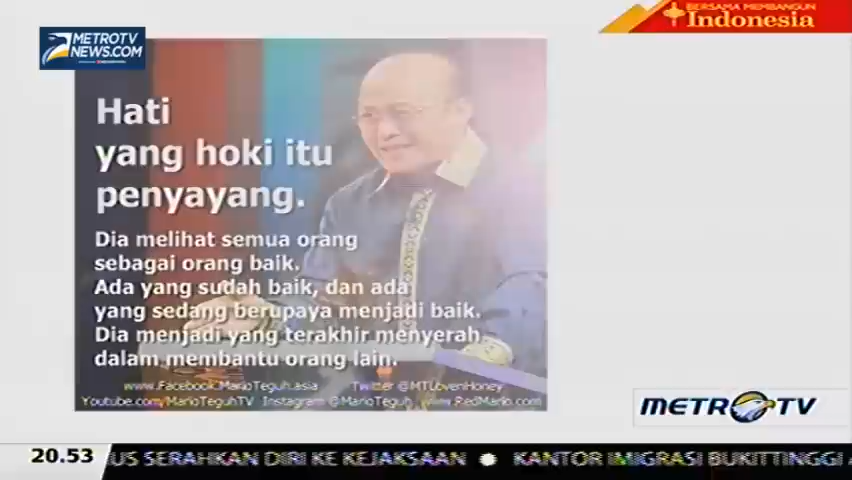 METROTV
NEWS.COM
BERSAMA MEMBANGUN
Indonesia
Hati
yang hoki itu
penyayang.
Dia melihat semua orang
sebagai orang baik.
Ada yang sudah baik, dan ada
yang sedang berupaya menjadi baik.
Dia menjadi yang terakhir menyerah
dalam membantu orang lain.
www.Facebook.MarioTeguh.asia Twitter @MTLovenHoney
Youtube.com/MarioTeguhTV Instagram @MarioTeguh www.RedMario.com
METRO TV
20.53 US SERAHKAN DIRI KE KEJAKSAAN KANTOR IMIGRASI BUKITTINGGI